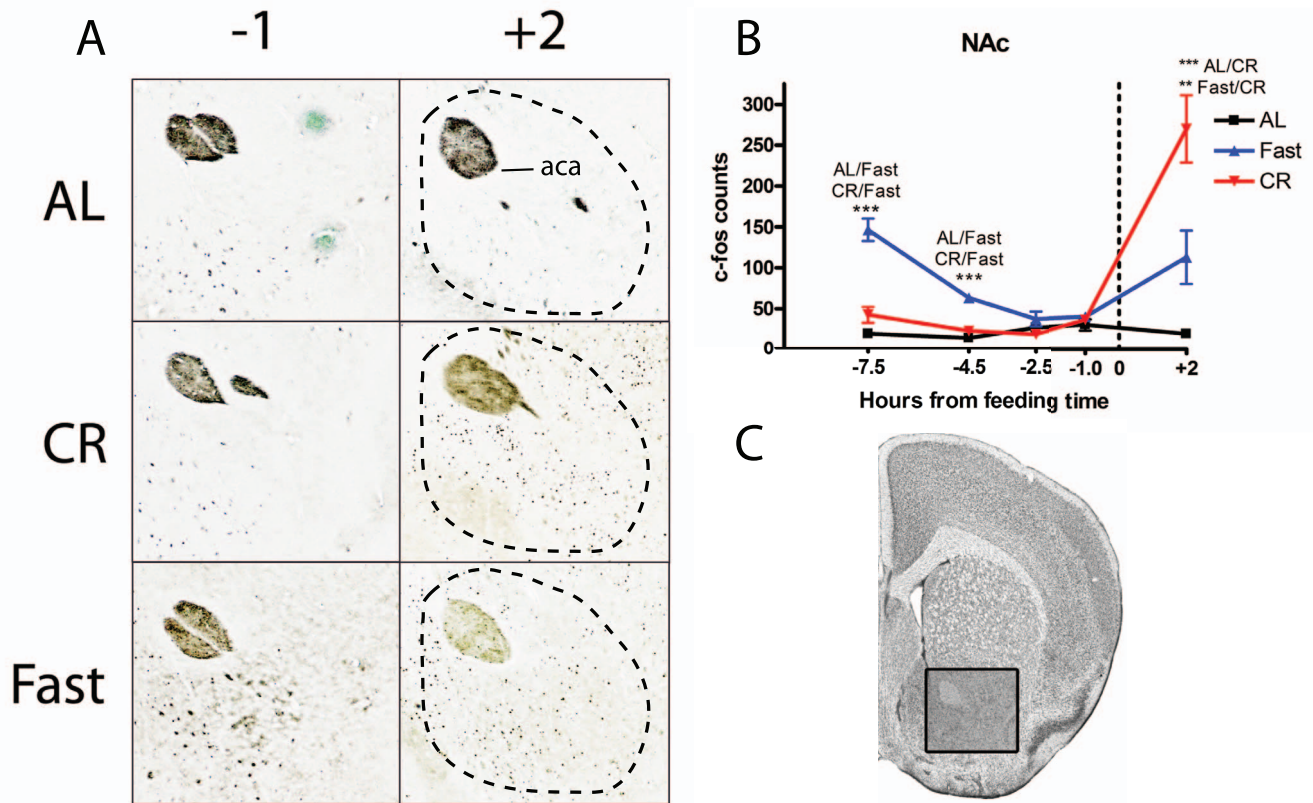 A
-1
+2
AL
aca
CR
Fast
B
NAc
*** AL/CR
** Fast/CR
AL
Fast
CR
AL/Fast
CR/Fast
***
AL/Fast
CR/Fast
***
c-fos counts
300
250
200
150
100
50
0
-7.5
-4.5
-2.5
-1.0
0
+2
Hours from feeding time
C